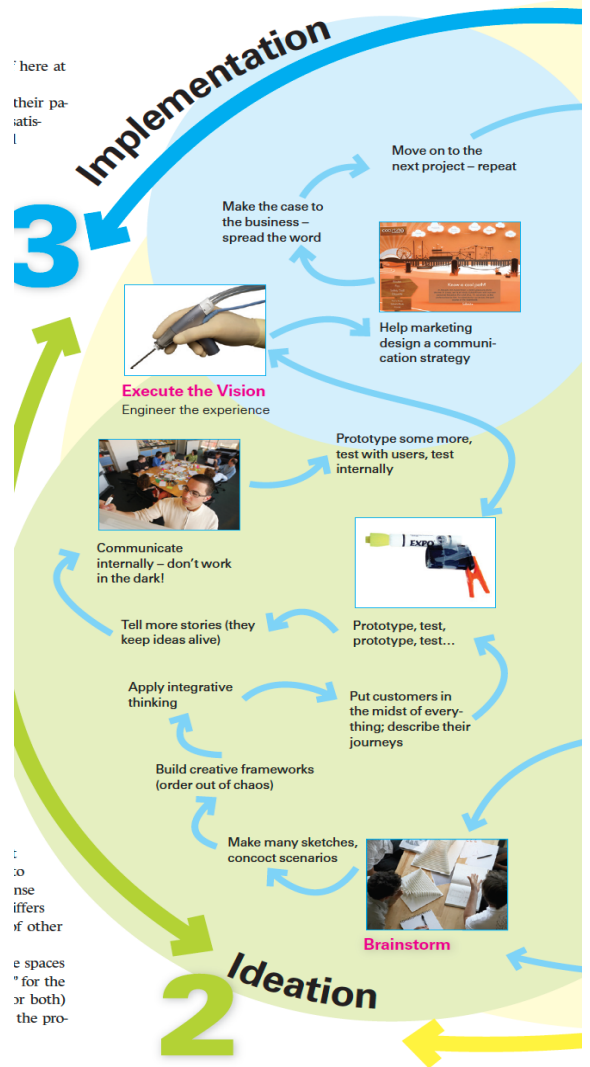 here at
their pa-
satis-
Implementation
3
Move on to the
next project – repeat
Make the case to
the business –
spread the word
Help marketing
design a communi-
cation strategy
Execute the Vision
Engineer the experience
Prototype some more,
test with users, test
internally
Communicate
internally – don't work
in the dark!
EXPO
Tell more stories (they
keep ideas alive)
Prototype, test,
prototype, test…
Apply integrative
thinking
Put customers in
the midst of every-
thing; describe their
journeys
Build creative frameworks
(order out of chaos)
Make many sketches,
concoct scenarios
Brainstorm
to
nse
iffers
of other
e spaces
" for the
or both)
the pro-
Ideation
2